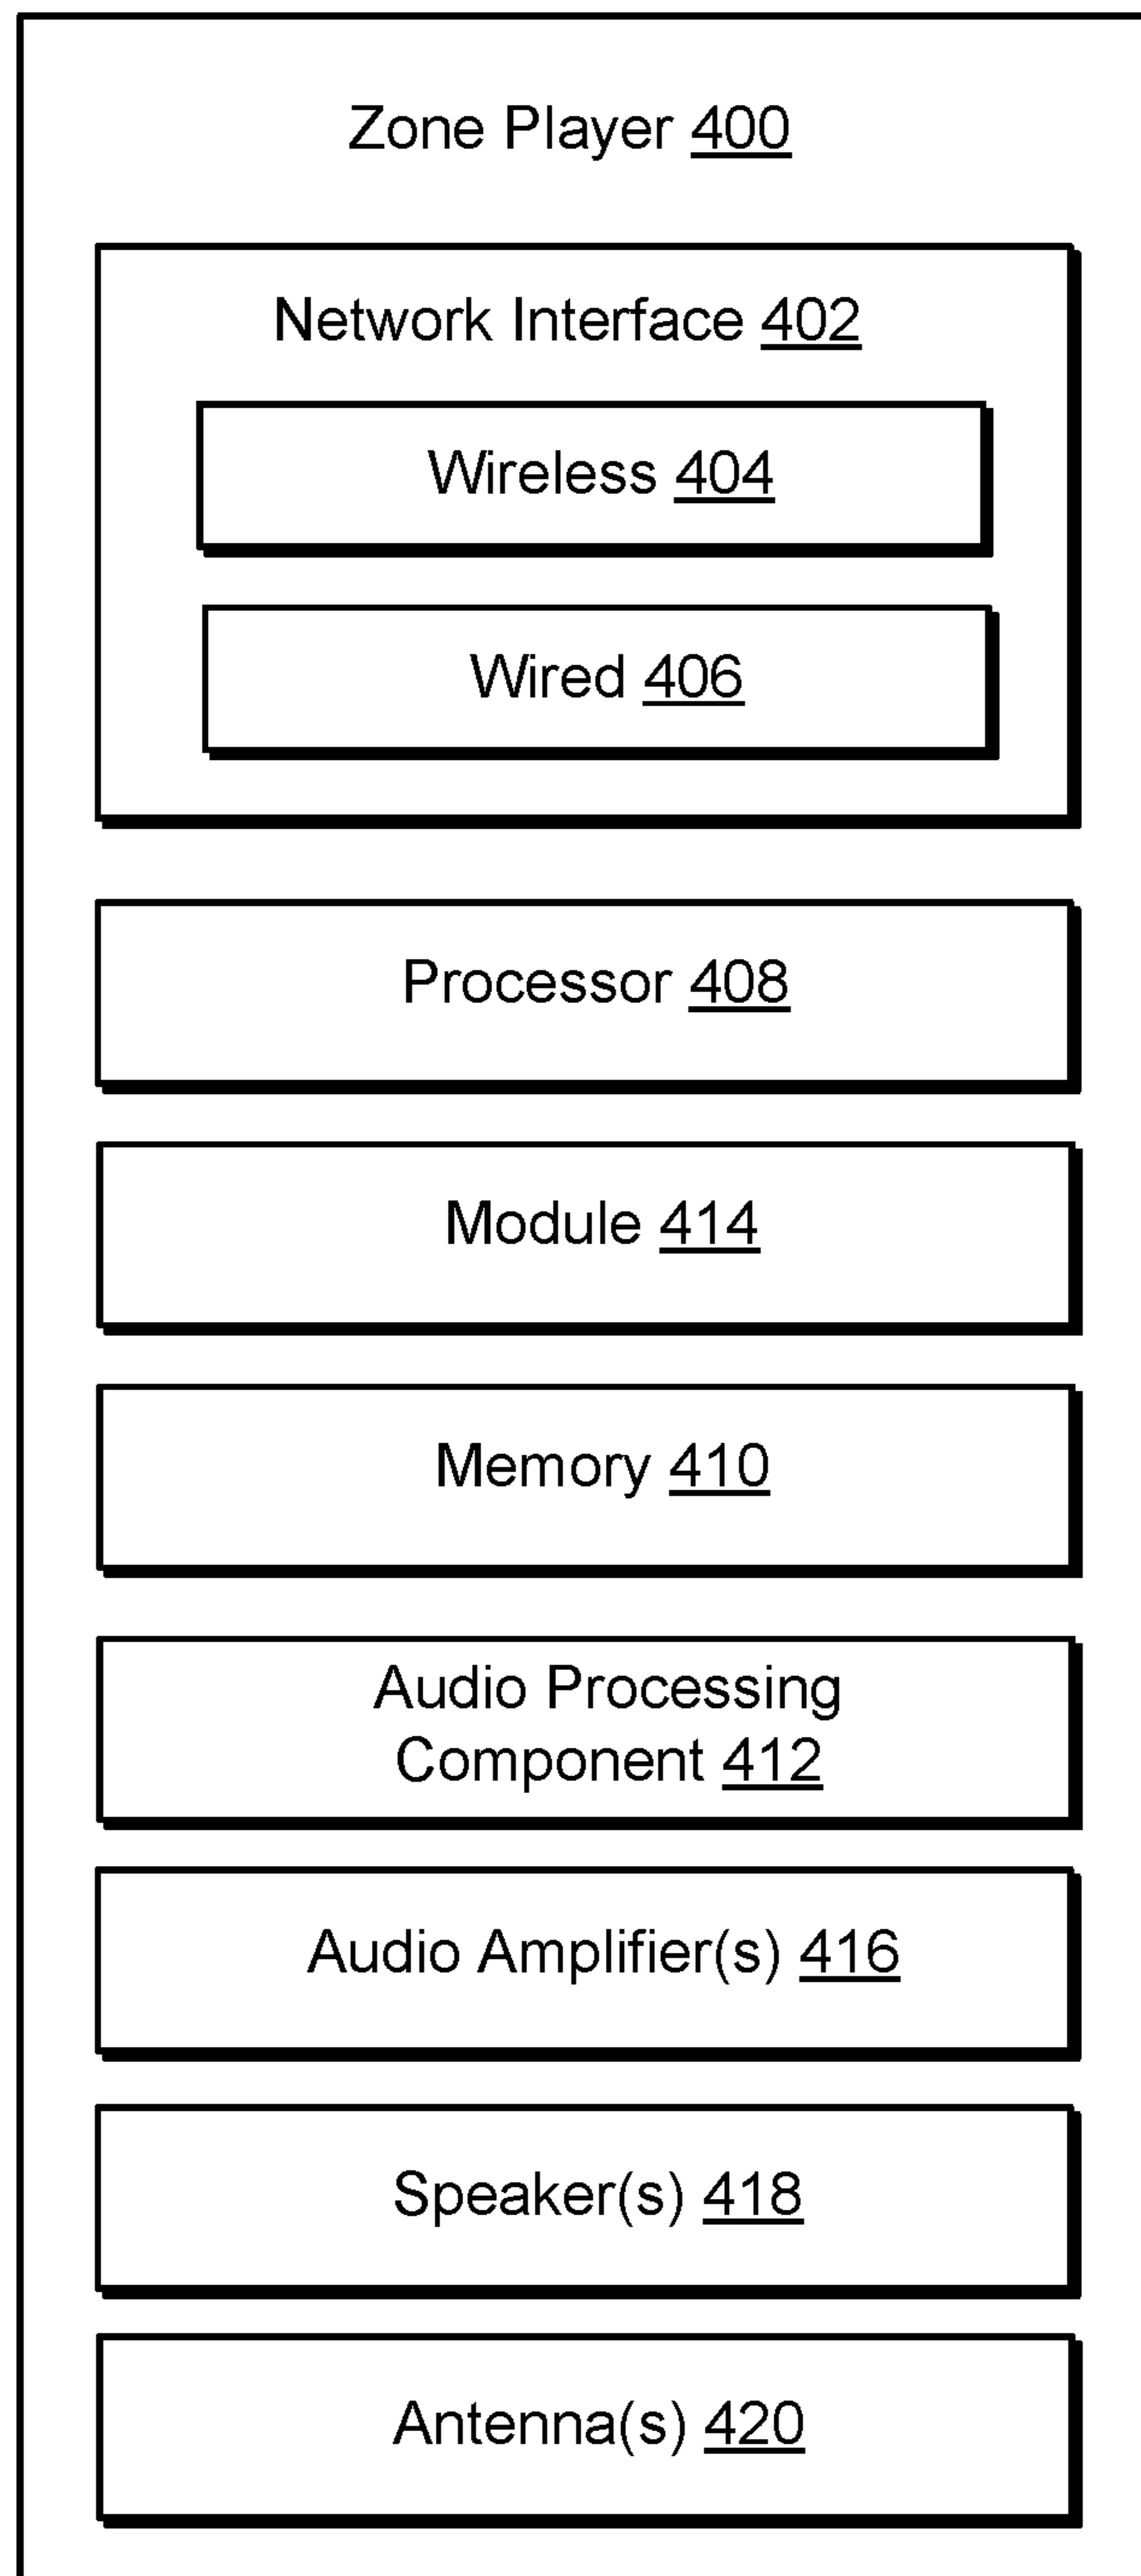 Zone Player 400
Network Interface 402
Wireless 404
Wired 406
Processor 408
Module 414
Memory 410
Audio Processing
Component 412
Audio Amplifier(s) 416
Speaker(s) 418
Antenna(s) 420